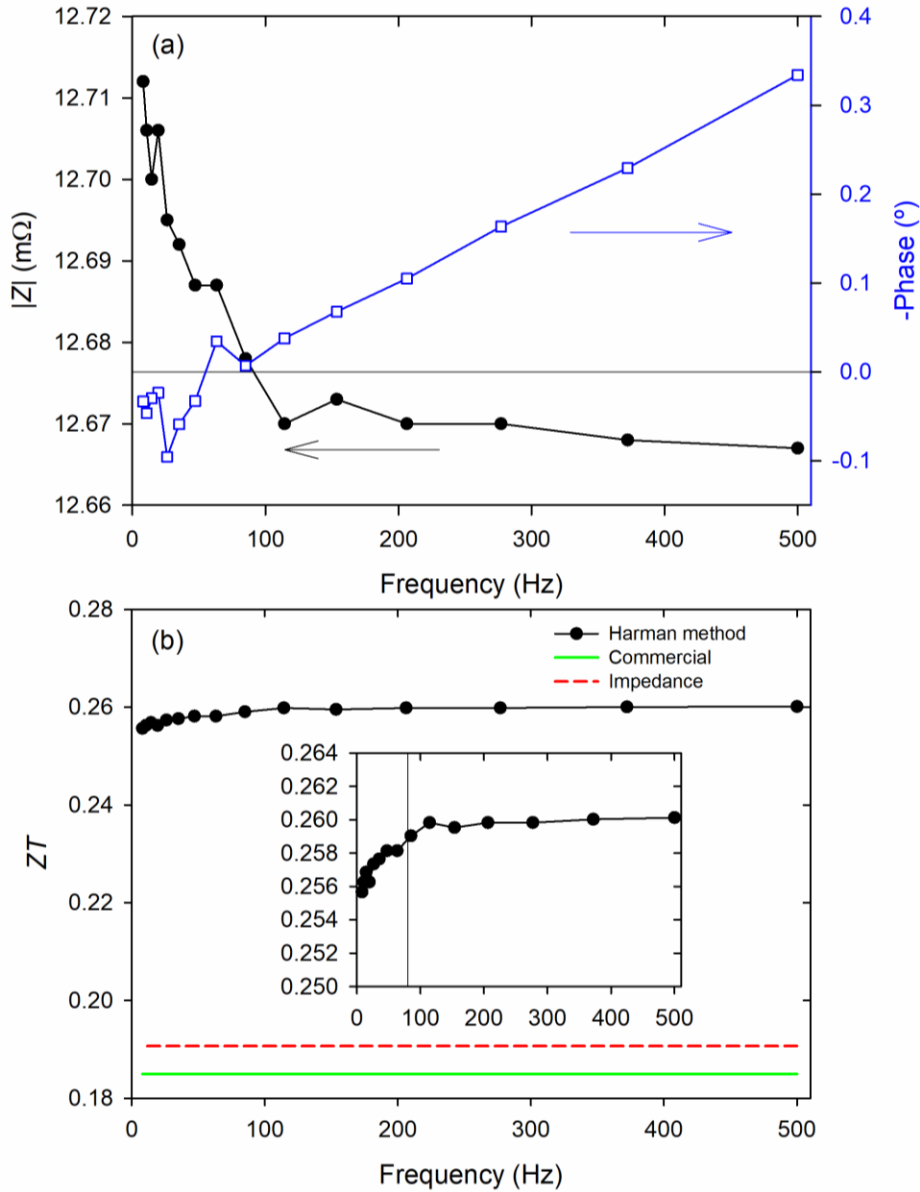 (a)
12.72
12.71
12.70
12.69
12.68
12.67
12.66
|Z| (mΩ)
0.4
0.3
0.2
0.1
0.0
-0.1
-Phase (º)
0 100 200 300 400 500
Frequency (Hz)
(b)
0.28
0.26
0.24
0.22
0.20
0.18
ZT
Harman method
Commercial
Impedance
0.264
0.262
0.260
0.258
0.256
0.254
0.252
0.250
0 100 200 300 400 500
0 100 200 300 400 500
Frequency (Hz)